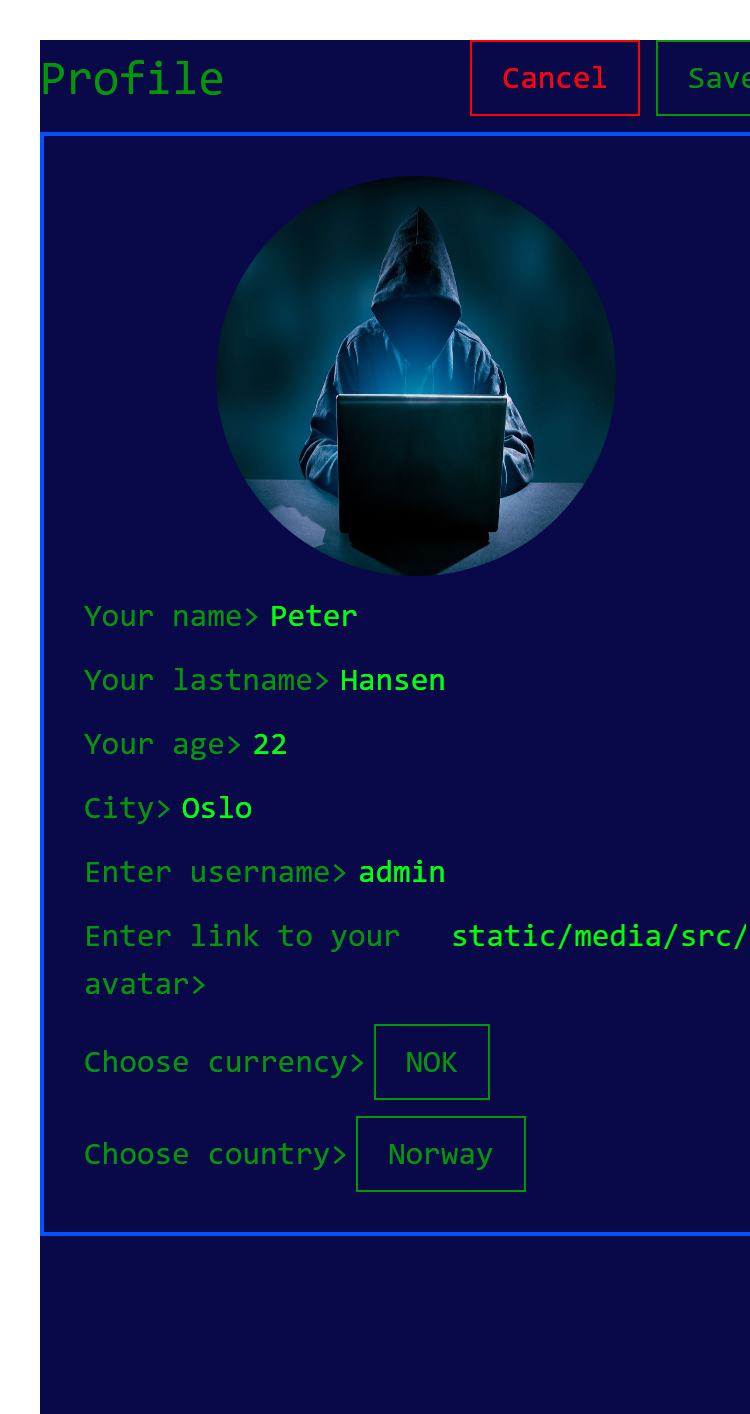 Profile Cancel Save
Your name> Peter
Your lastname> Hansen
Your age> 22
City> Oslo
Enter username> admin
Enter link to your static/media/src/
avatar>
Choose currency> NOK
Choose country> Norway